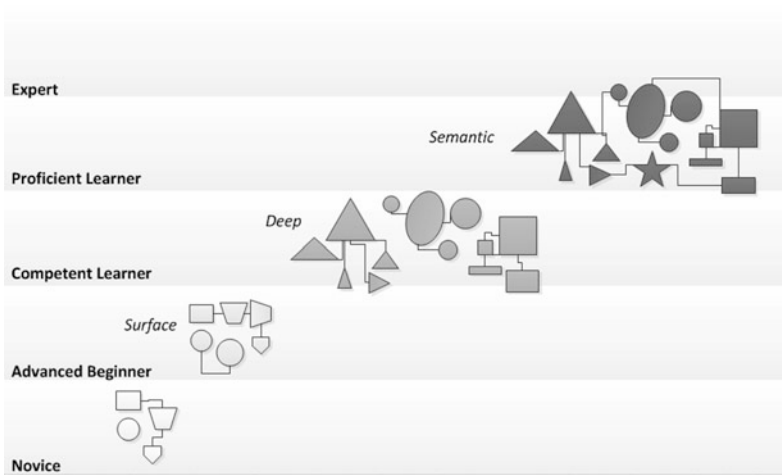 Expert
Semantic
Proficient Learner
Deep
Competent Learner
Surface
Advanced Beginner
Novice